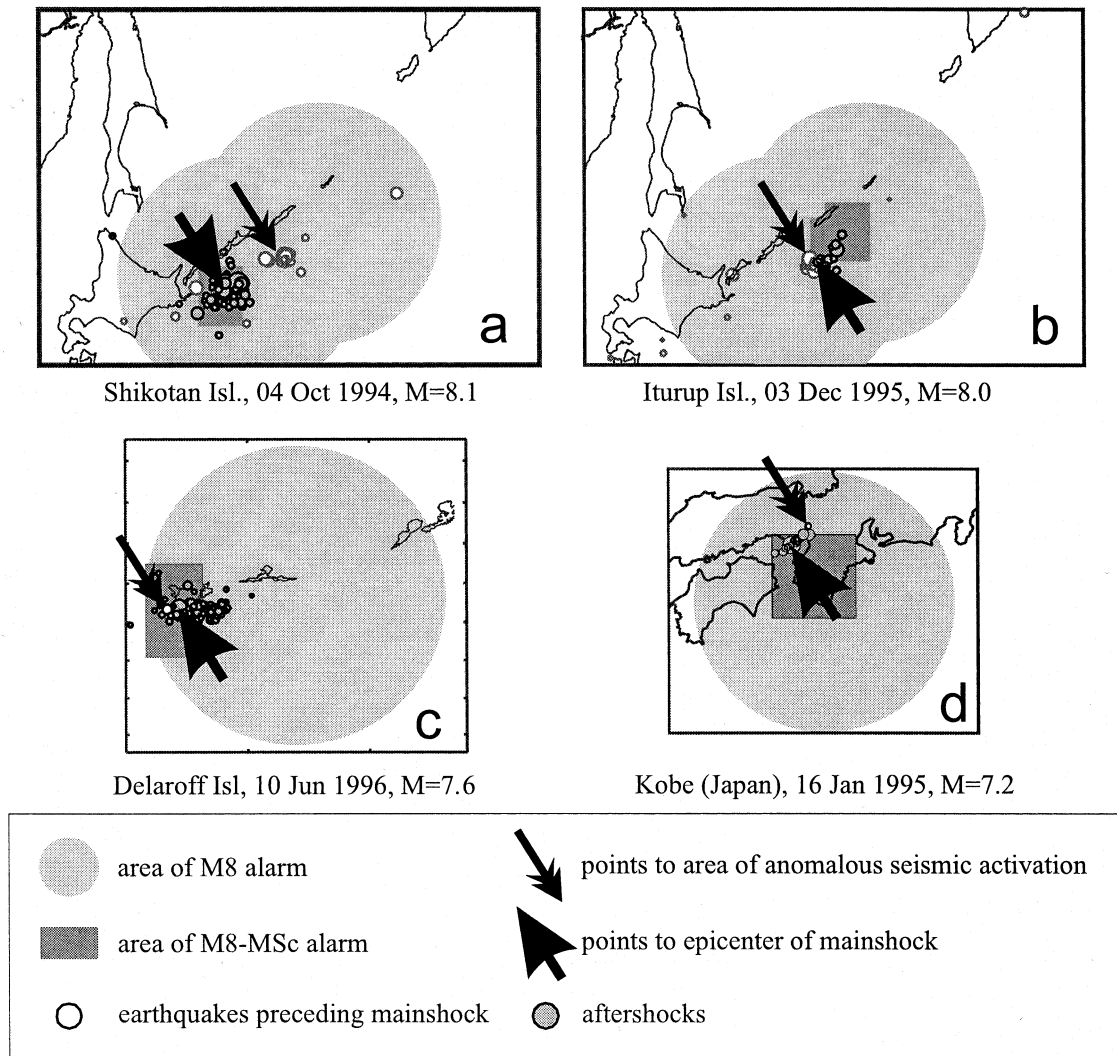 a
b
Shikotan Isl., 04 Oct 1994, M=8.1
Iturup Isl., 03 Dec 1995, M=8.0
c
d
Delaroff Isl, 10 Jun 1996, M=7.6
Kobe (Japan), 16 Jan 1995, M=7.2
area of M8 alarm
points to area of anomalous seismic activation
area of M8-MSc alarm
points to epicenter of mainshock
earthquakes preceding mainshock
aftershocks